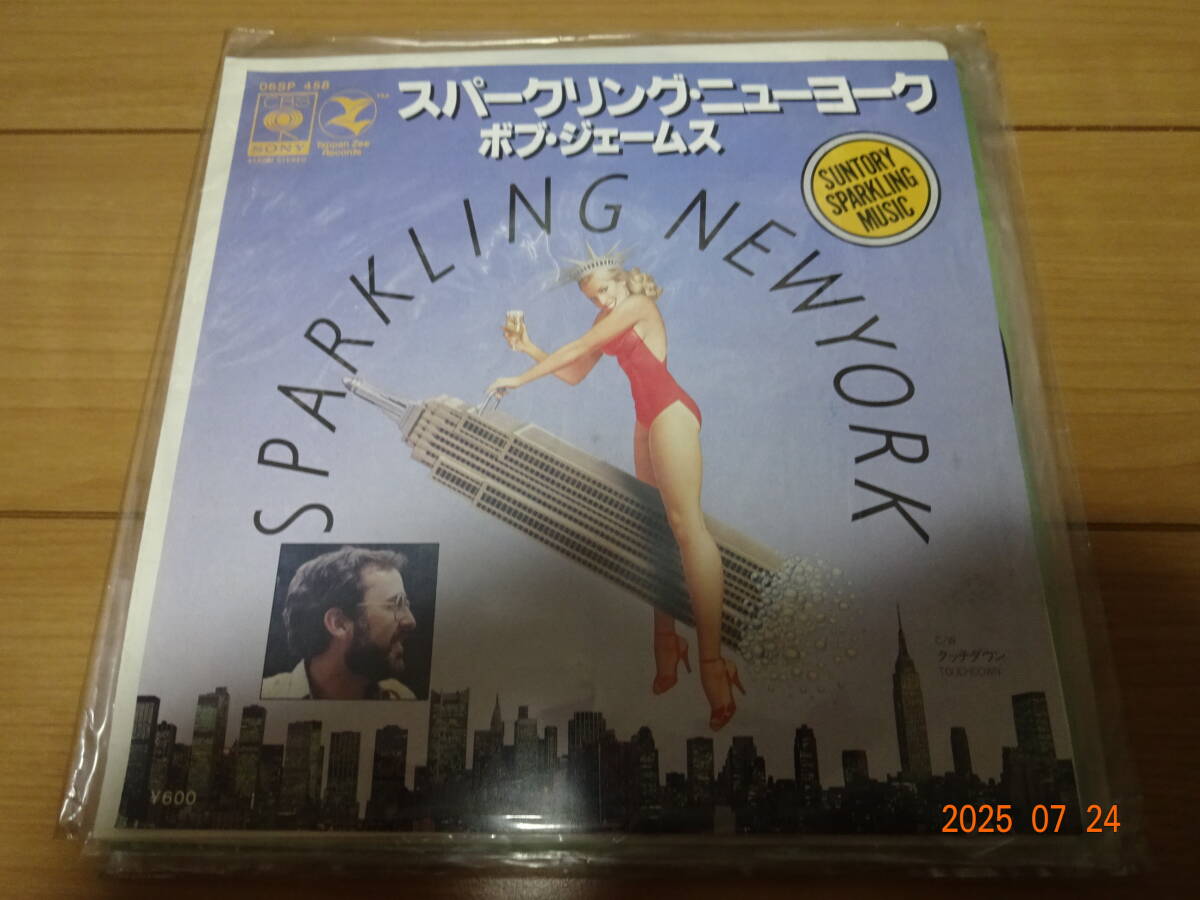 06SP 458
CBS
SONY
STEREO
Tappan Zee
Records
TM
スパークリング・ニューヨーク
ボブ・ジェームス
SUNTORY
SPARKLING
MUSIC
SPARKLING NEWYORK
C/W
タッチダウン
TOUCHDOWN
¥600
2025 07 24